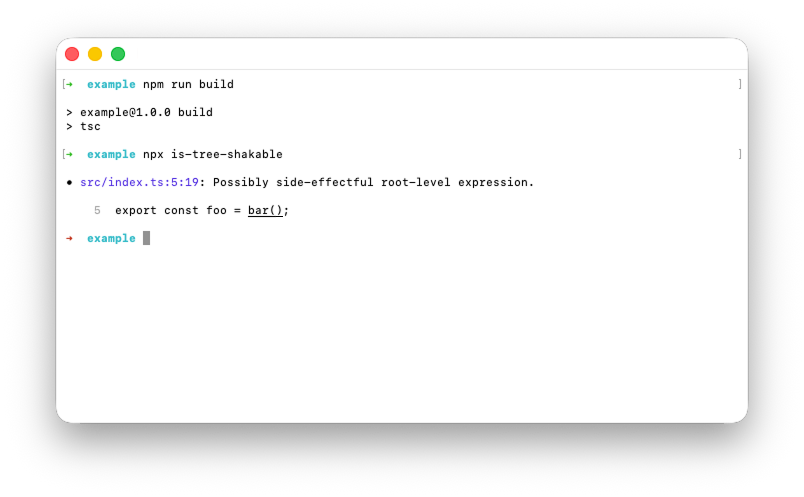 [➜  example npm run build ]
> example@1.0.0 build
> tsc
[➜  example npx is-tree-shakable ]
• src/index.ts:5:19: Possibly side-effectful root-level expression.
5  export const foo = bar();
➜  example